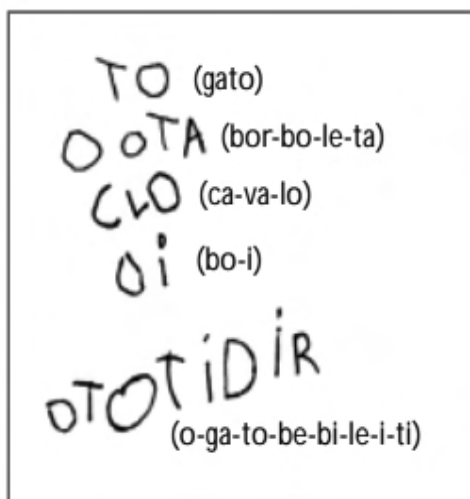 TO (gato)
OOTA (bor-bo-le-ta)
CLO (ca-va-lo)
Oi (bo-i)
OTOTiDiR
(o-ga-to-be-bi-le-i-ti)